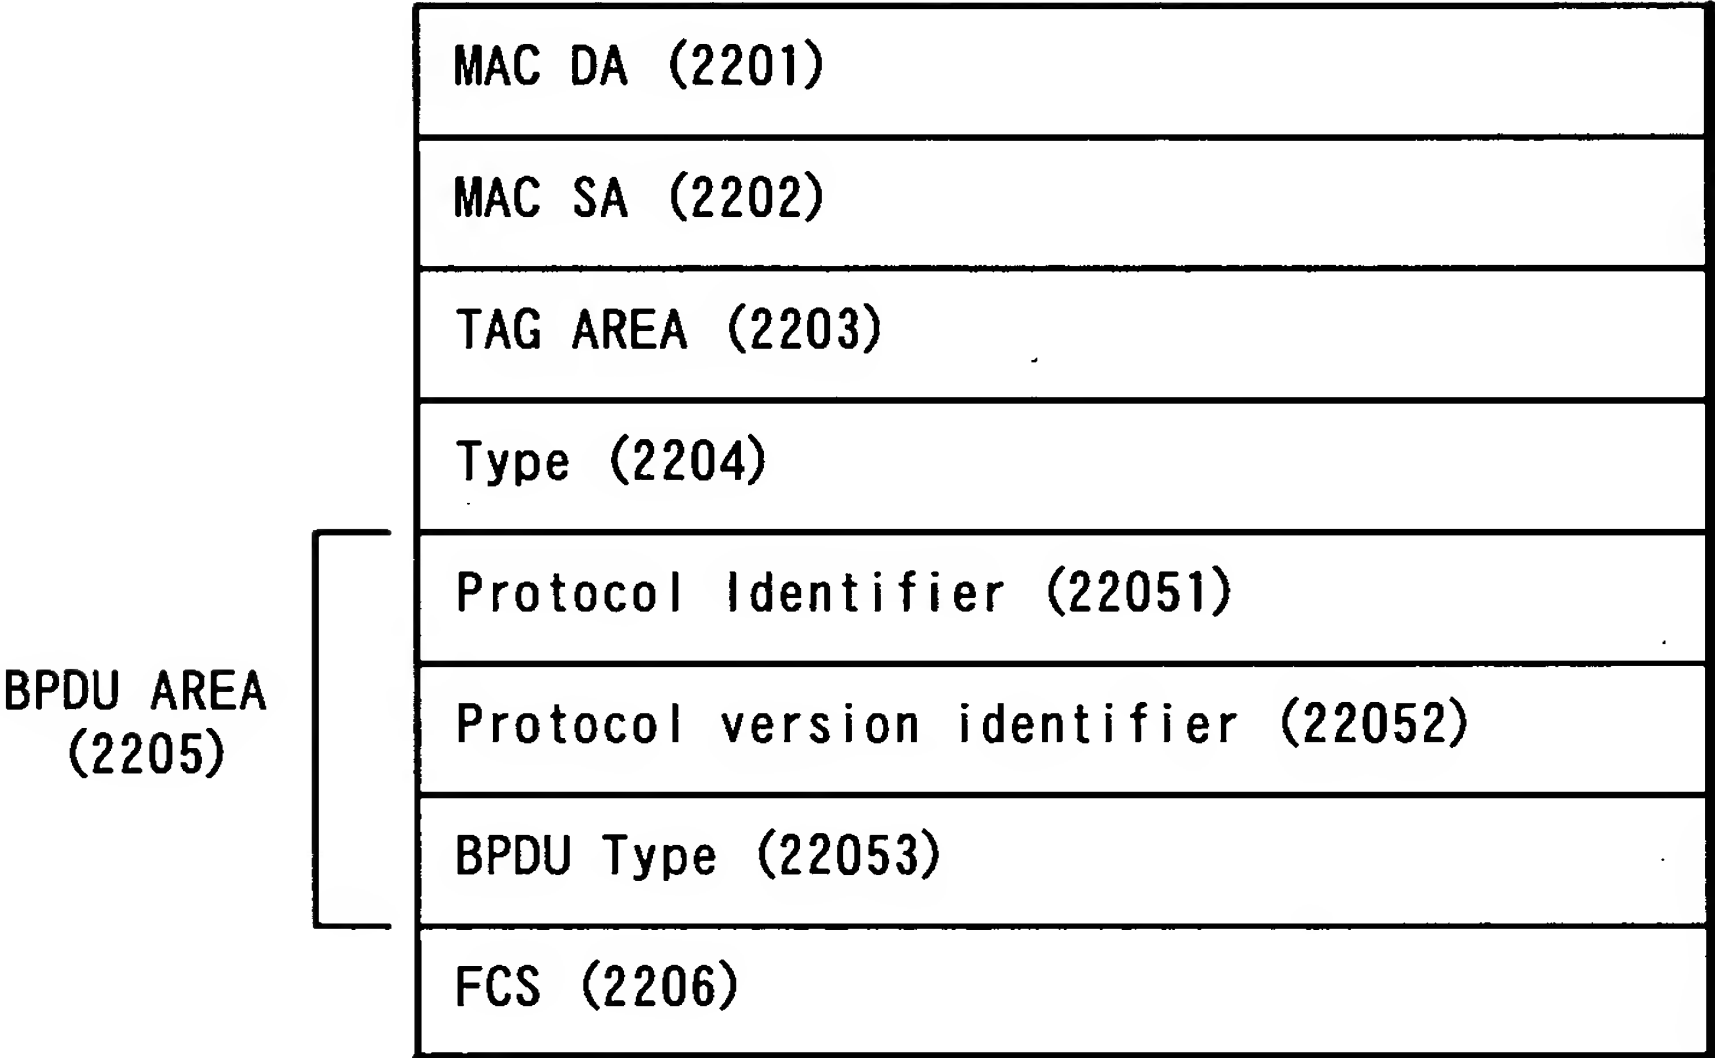 MAC DA (2201)
MAC SA (2202)
TAG AREA (2203)
Type (2204)
BPDU AREA
(2205)
Protocol Identifier (22051)
Protocol version identifier (22052)
BPDU Type (22053)
FCS (2206)